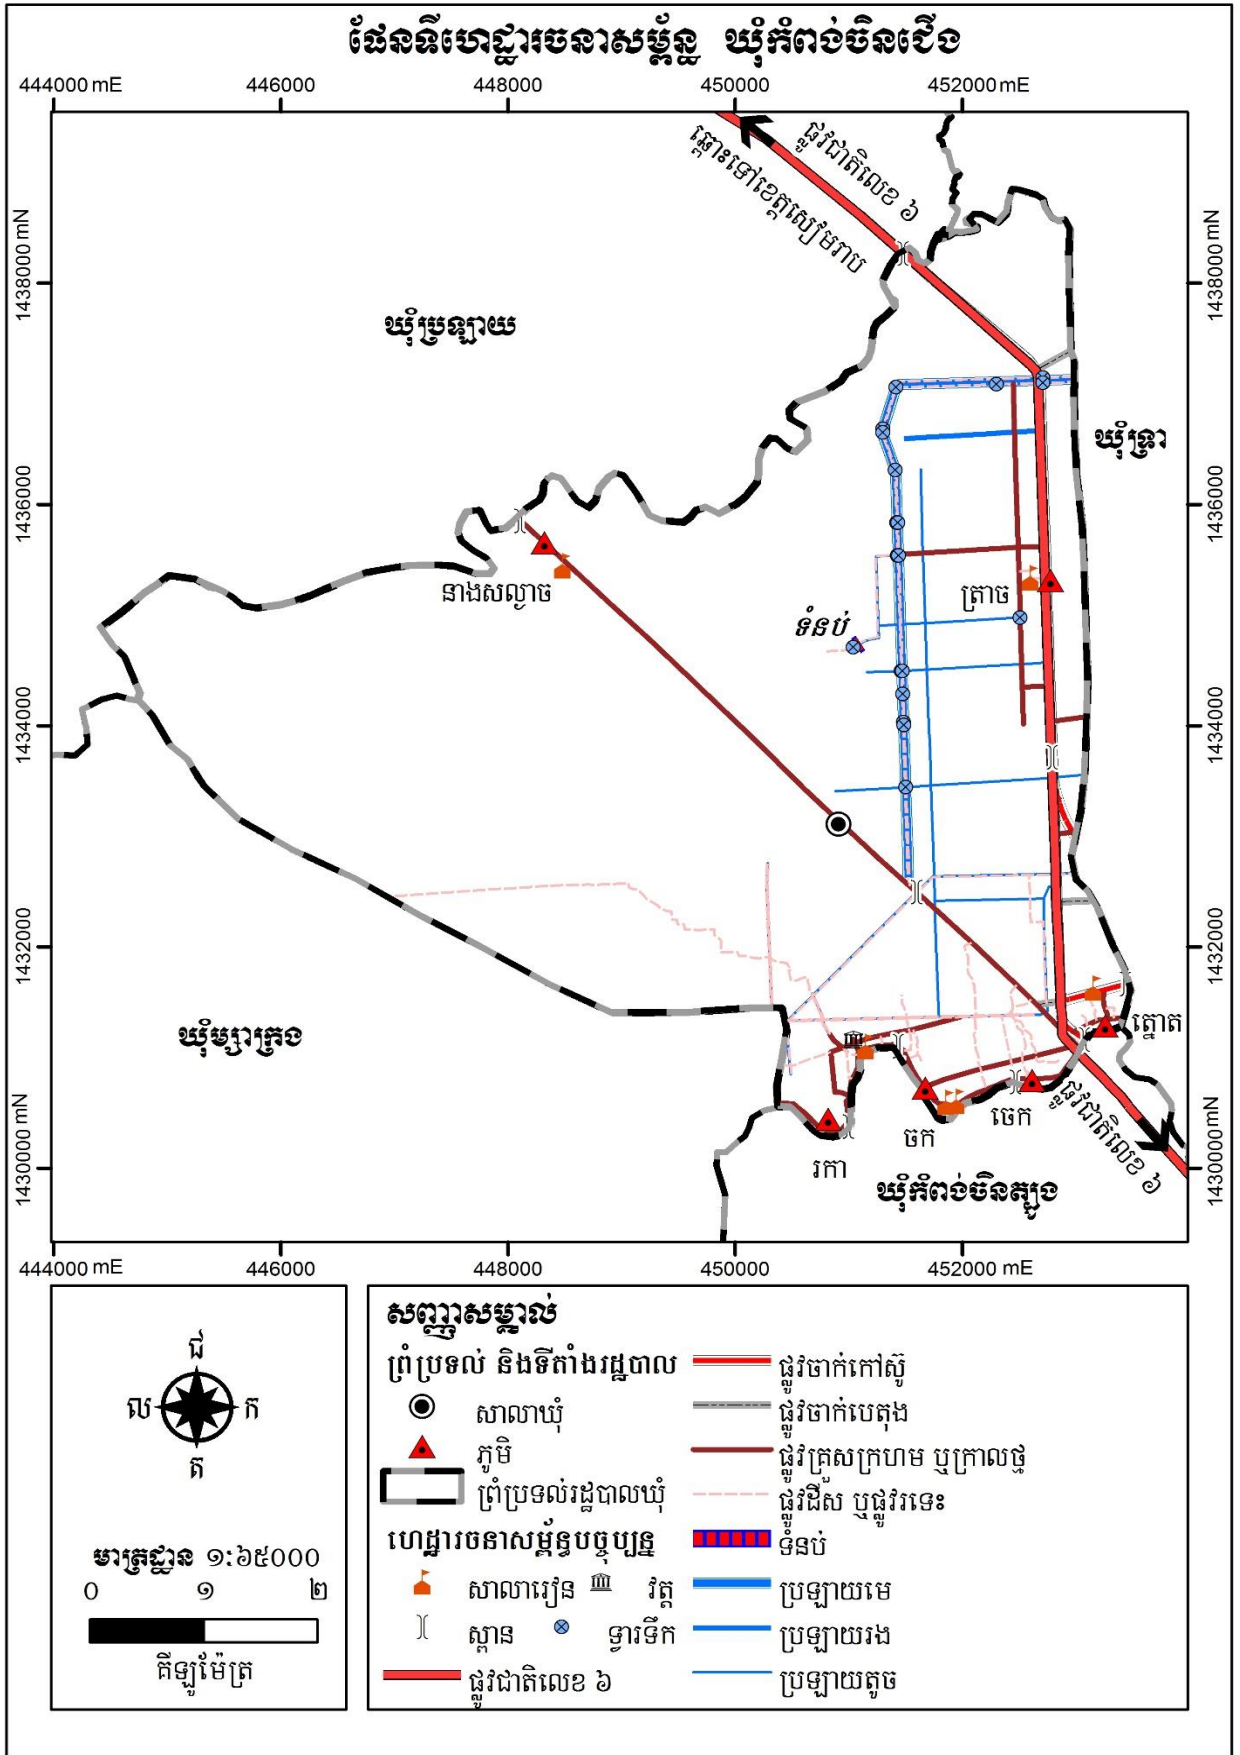 ផែនទីហេដ្ឋារចនាសម្ព័ន្ធ ឃុំកំពង់ចិនជើង
444000 mE 446000 448000 450000 452000 mE
1438000 mN 1438000 mN
1436000 1436000
1434000 1434000
1432000 1432000
1430000 mN 1430000 mN
ផ្លូវជាតិលេខ ៦
ឆ្ពោះទៅខេត្តសៀមរាប
ឃុំប្រឡាយ
ឃុំទ្រា
នាងសល្ងាច
ត្រាច
ទំនប់
ឃុំម្សាក្រង
ត្នោត
ចេក
ចក
រកា
ផ្លូវជាតិលេខ ៦
ឃុំកំពង់ចិនត្បូង
444000 mE 446000 448000 450000 452000 mE
ជ
ល ក
ត
មាត្រដ្ឋាន ១:៦៥០០០
0 ១ ២
គីឡូម៉ែត្រ
សញ្ញាសម្គាល់
ព្រំប្រទល់ និងទីតាំងរដ្ឋបាល
សាលាឃុំ
ភូមិ
ព្រំប្រទល់រដ្ឋបាលឃុំ
ហេដ្ឋារចនាសម្ព័ន្ធបច្ចុប្បន្ន
សាលារៀន វត្ត
ស្ពាន ទ្វារទឹក
ផ្លូវជាតិលេខ ៦
ផ្លូវចាក់កៅស៊ូ
ផ្លូវចាក់បេតុង
ផ្លូវគ្រួសក្រហម ឬក្រាលថ្ម
ផ្លូវដីស ឬផ្លូវរទេះ
ទំនប់
ប្រឡាយមេ
ប្រឡាយរង
ប្រឡាយតូច